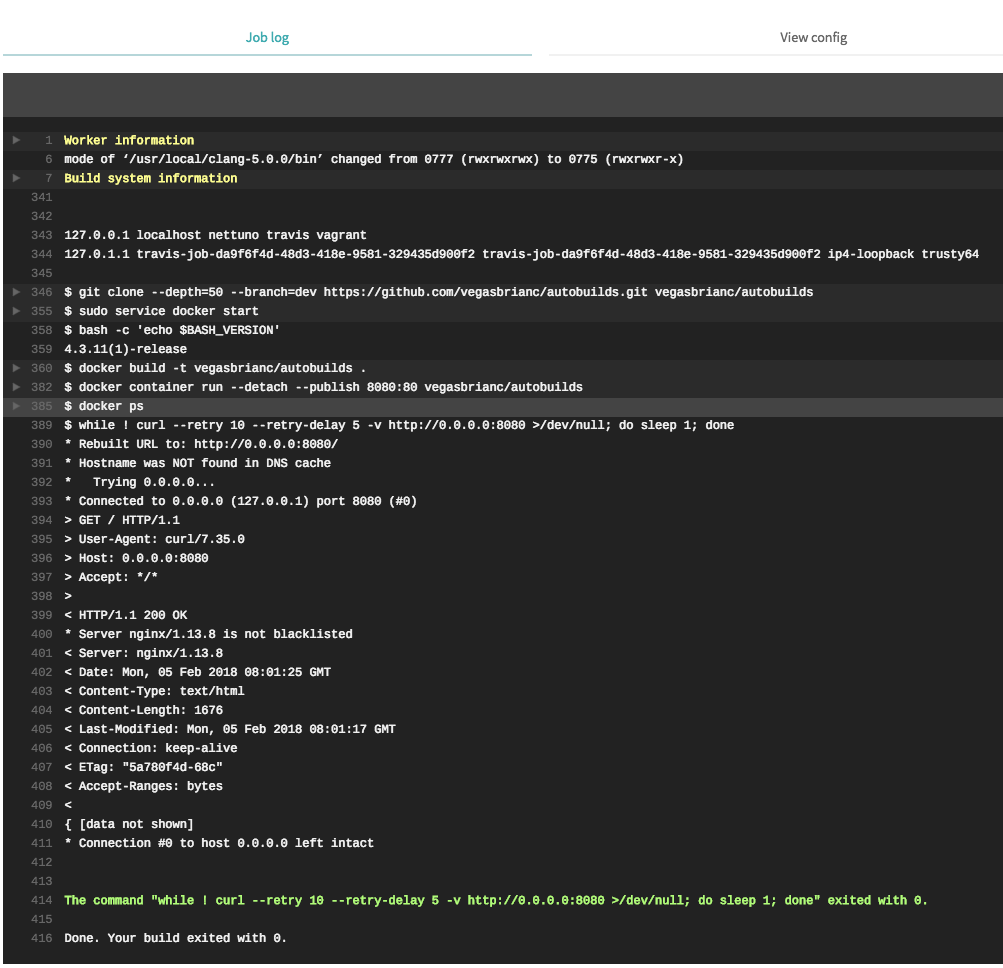 Job log
View config
1 Worker information
6 mode of ‘/usr/local/clang-5.0.0/bin’ changed from 0777 (rwxrwxrwx) to 0775 (rwxrwxr-x)
7 Build system information
341
342
343 127.0.0.1 localhost nettuno travis vagrant
344 127.0.1.1 travis-job-da9f6f4d-48d3-418e-9581-329435d900f2 travis-job-da9f6f4d-48d3-418e-9581-329435d900f2 ip4-loopback trusty64
345
346 $ git clone --depth=50 --branch=dev https://github.com/vegasbrianc/autobuilds.git vegasbrianc/autobuilds
355 $ sudo service docker start
358 $ bash -c 'echo $BASH_VERSION'
359 4.3.11(1)-release
360 $ docker build -t vegasbrianc/autobuilds .
382 $ docker container run --detach --publish 8080:80 vegasbrianc/autobuilds
385 $ docker ps
389 $ while ! curl --retry 10 --retry-delay 5 -v http://0.0.0.0:8080 >/dev/null; do sleep 1; done
390 * Rebuilt URL to: http://0.0.0.0:8080/
391 * Hostname was NOT found in DNS cache
392 *   Trying 0.0.0.0...
393 * Connected to 0.0.0.0 (127.0.0.1) port 8080 (#0)
394 > GET / HTTP/1.1
395 > User-Agent: curl/7.35.0
396 > Host: 0.0.0.0:8080
397 > Accept: */*
398 >
399 < HTTP/1.1 200 OK
400 * Server nginx/1.13.8 is not blacklisted
401 < Server: nginx/1.13.8
402 < Date: Mon, 05 Feb 2018 08:01:25 GMT
403 < Content-Type: text/html
404 < Content-Length: 1676
405 < Last-Modified: Mon, 05 Feb 2018 08:01:17 GMT
406 < Connection: keep-alive
407 < ETag: "5a780f4d-68c"
408 < Accept-Ranges: bytes
409 <
410 { [data not shown]
411 * Connection #0 to host 0.0.0.0 left intact
412
413
414 The command "while ! curl --retry 10 --retry-delay 5 -v http://0.0.0.0:8080 >/dev/null; do sleep 1; done" exited with 0.
415
416 Done. Your build exited with 0.